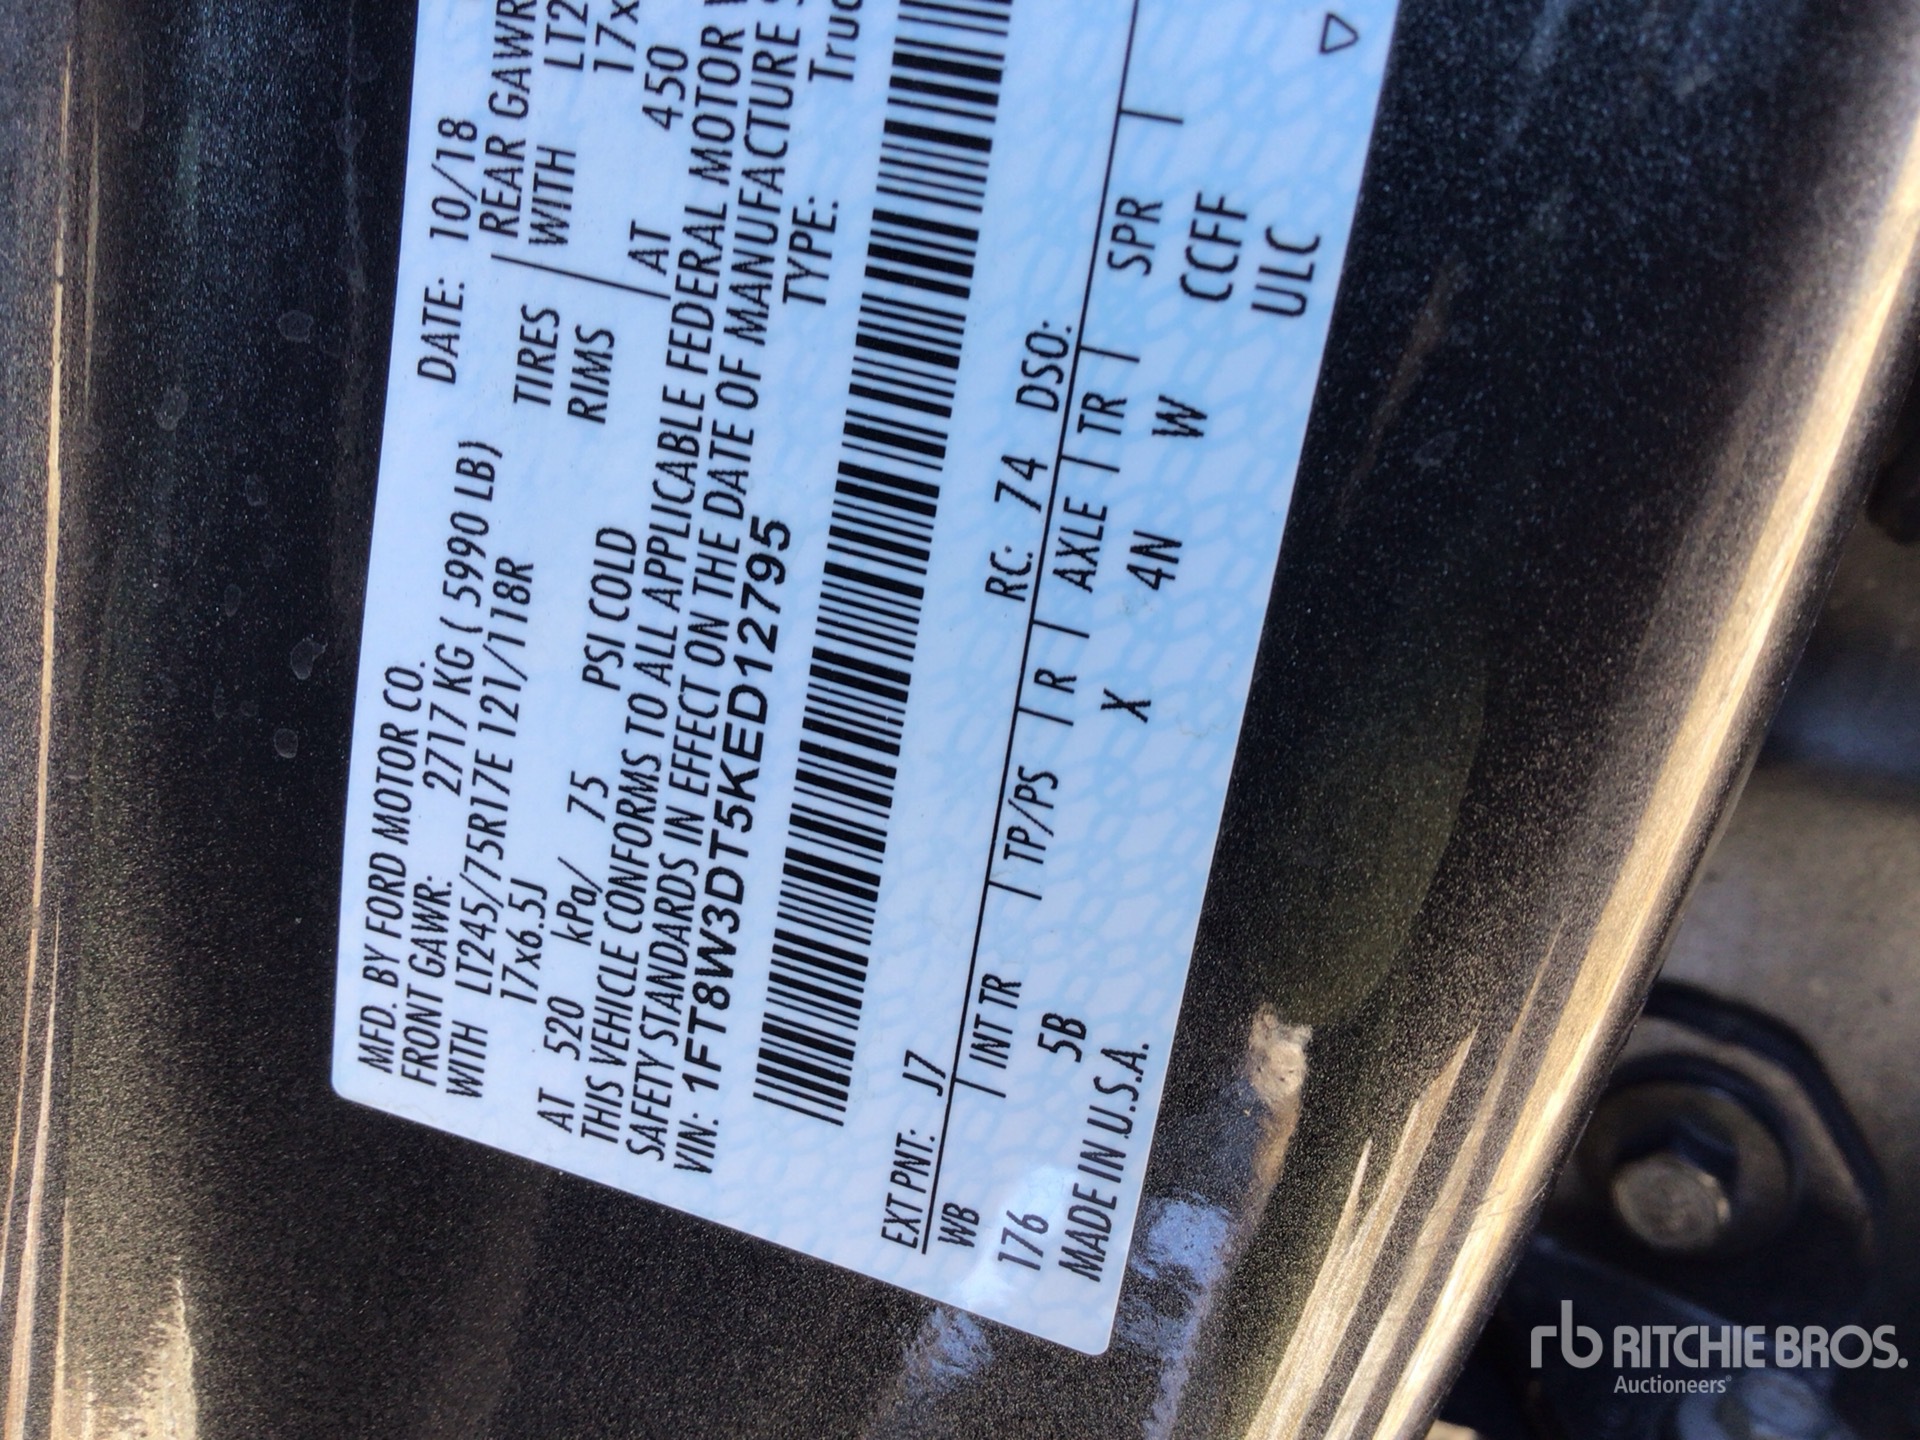 MFD. BY FORD MOTOR CO. DATE: 10/18
FRONT GAWR: 2717 KG ( 5990 LB) REAR GAWR
WITH LT245/75R17E 121/118R TIRES WITH LT2
17x6.5J RIMS 17x
AT 520 kPa/ 75 PSI COLD AT 450
THIS VEHICLE CONFORMS TO ALL APPLICABLE FEDERAL MOTOR
SAFETY STANDARDS IN EFFECT ON THE DATE OF MANUFACTURE S
VIN: 1FT8W3DT5KED12795 TYPE: Truc
EXT PNT: J7 RC: 74 DSO:
WB | INT TR | TP/PS | R | AXLE | TR | SPR |
176 5B X 4N W CCFF
MADE IN U.S.A. ULC
rb RITCHIE BROS.
Auctioneers